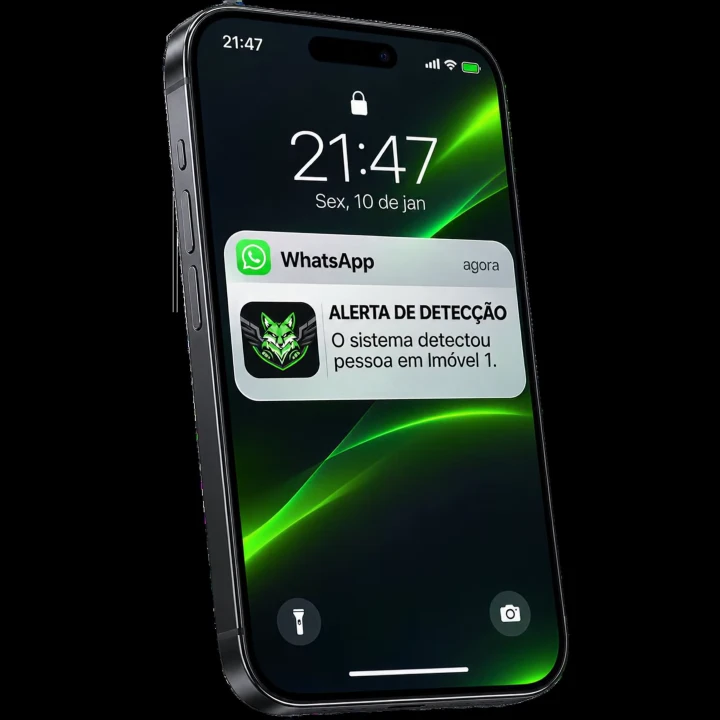 21:47
21:47
Sex, 10 de jan
WhatsApp
agora
ALERTA DE DETECÇÃO
O sistema detectou
pessoa em Imóvel 1.